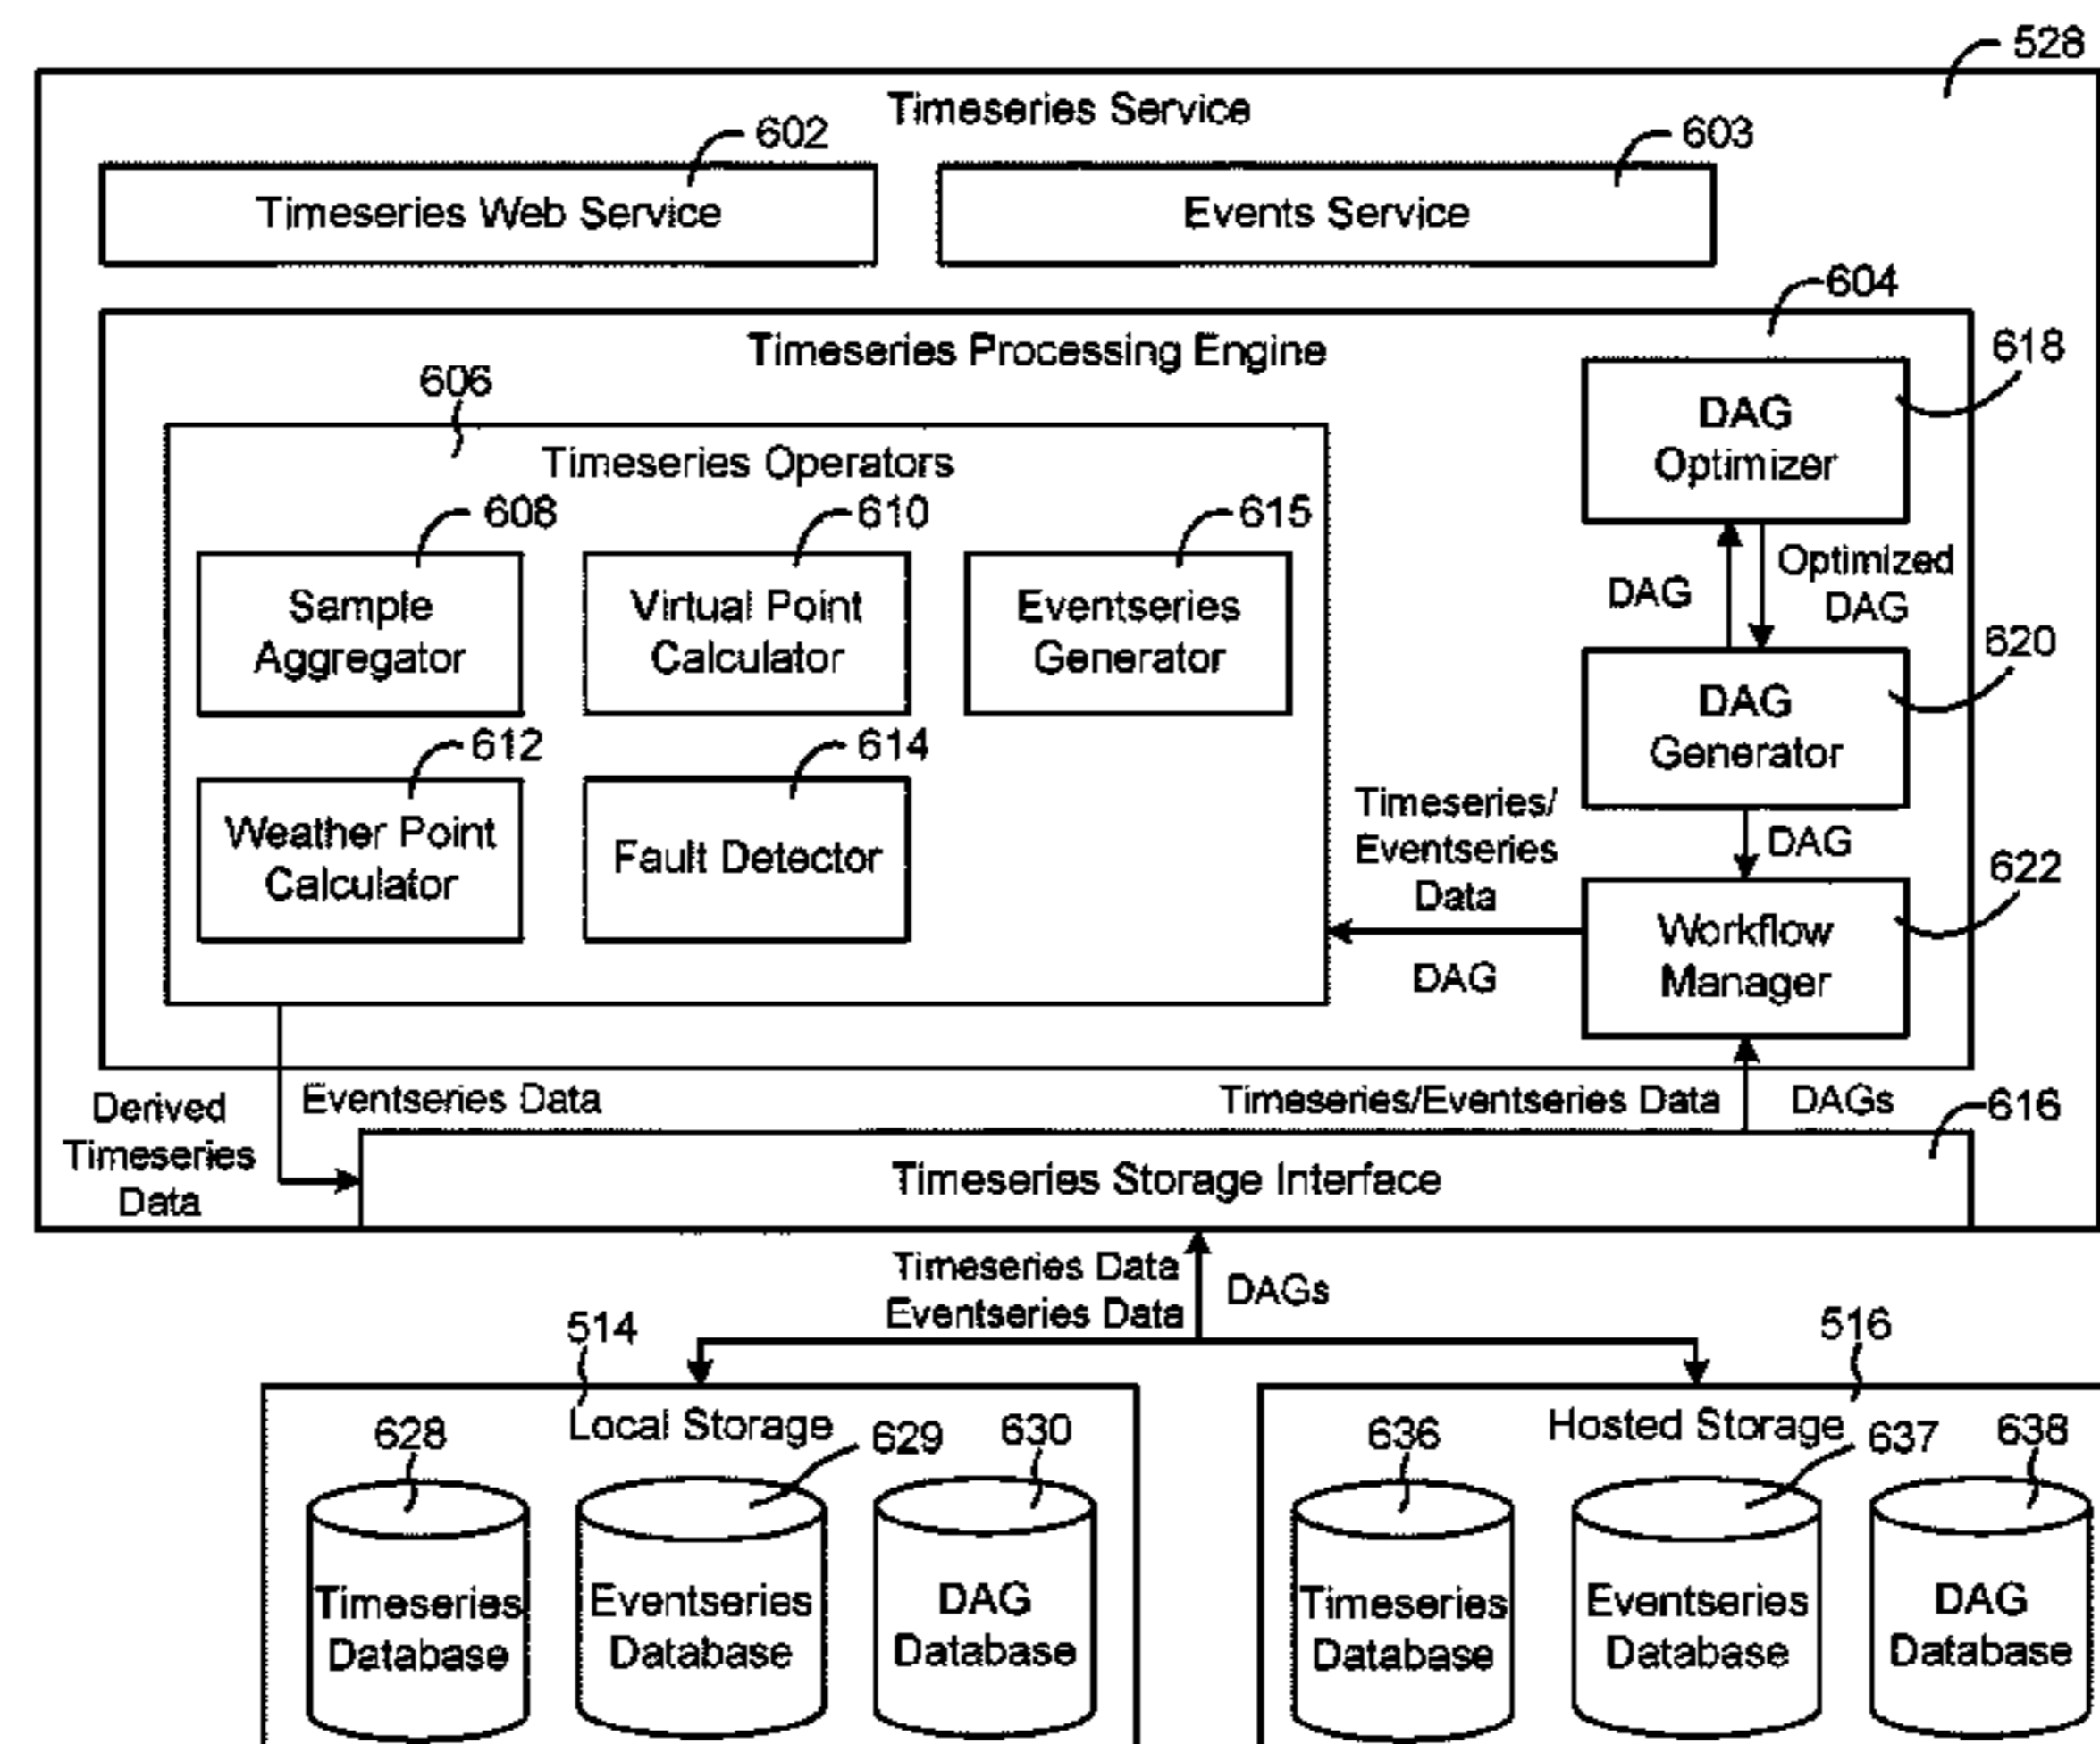 528
Timeseries Service
602
603
Timeseries Web Service
Events Service
604
Timeseries Processing Engine
618
606
DAG
Optimizer
Timeseries Operators
608
610
615
DAG
Optimized
DAG
Sample
Aggregator
Virtual Point
Calculator
Eventseries
Generator
620
DAG
Generator
612
614
Weather Point
Calculator
Fault Detector
Timeseries/
Eventseries
Data
DAG
622
Workflow
Manager
DAG
Derived
Timeseries
Data
Eventseries Data
Timeseries/Eventseries Data
DAGs
616
Timeseries Storage Interface
Timeseries Data
Eventseries Data
DAGs
514
516
Local Storage
Hosted Storage
628
629
630
636
637
638
Timeseries
Database
Eventseries
Database
DAG
Database
Timeseries
Database
Eventseries
Database
DAG
Database